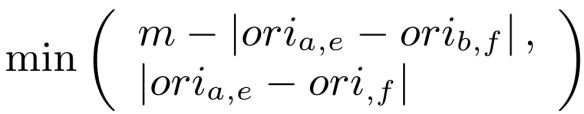 min ( m − |ori_{a,e} − ori_{b,f}| ,
|ori_{a,e} − ori_{,f}| )